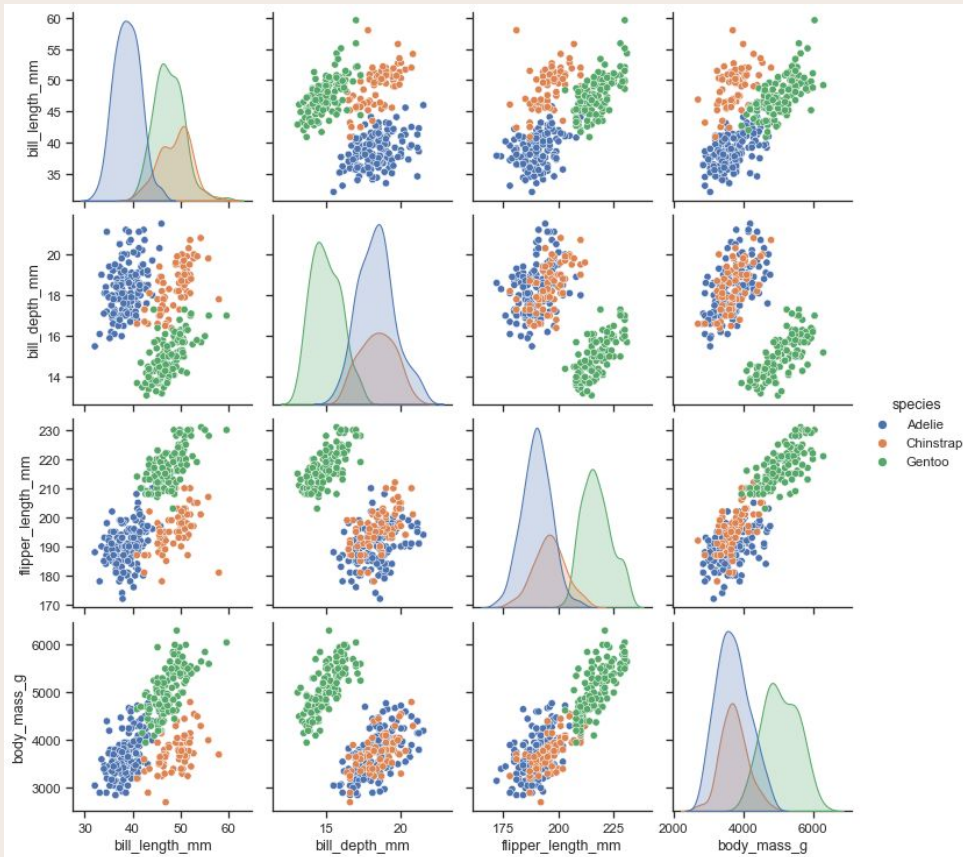 bill_length_mm
60
55
50
45
40
35
bill_depth_mm
20
18
16
14
flipper_length_mm
230
220
210
200
190
180
170
body_mass_g
6000
5000
4000
3000
30 40 50 60
bill_length_mm
15 20
bill_depth_mm
175 200 225
flipper_length_mm
2000 4000 6000
body_mass_g
species
Adelie
Chinstrap
Gentoo